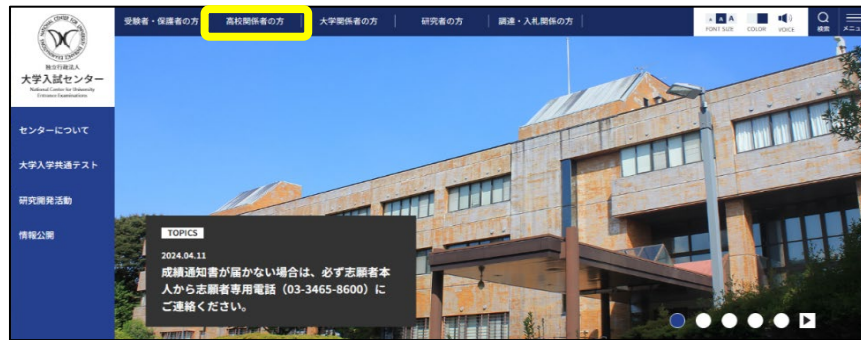 受験者・保護者の方
高校関係者の方
大学関係者の方
研究者の方
調達・入札関係の方
A A A
FONT SIZE
COLOR
VOICE
検索
メニュー
独立行政法人
大学入試センター
National Center for University
Entrance Examinations
センターについて
大学入学共通テスト
研究開発活動
情報公開
TOPICS
2024.04.11
成績通知書が届かない場合は、必ず志願者本
人から志願者専用電話（03-3465-8600）に
ご連絡ください。